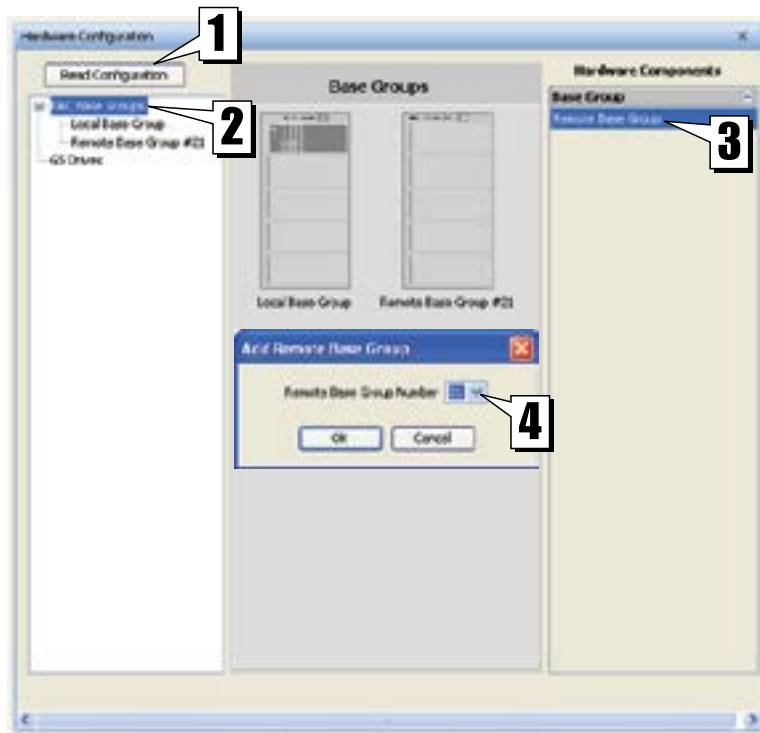 Hardware Configuration
1
Read Configuration
Base Groups
2
Local Base Group
Remote Base Group #21
GS Drives
Hardware Components
Base Group
Remote Base Group
3
Local Base Group
Remote Base Group #21
Add Remote Base Group
Remote Base Group Number
4
OK
Cancel